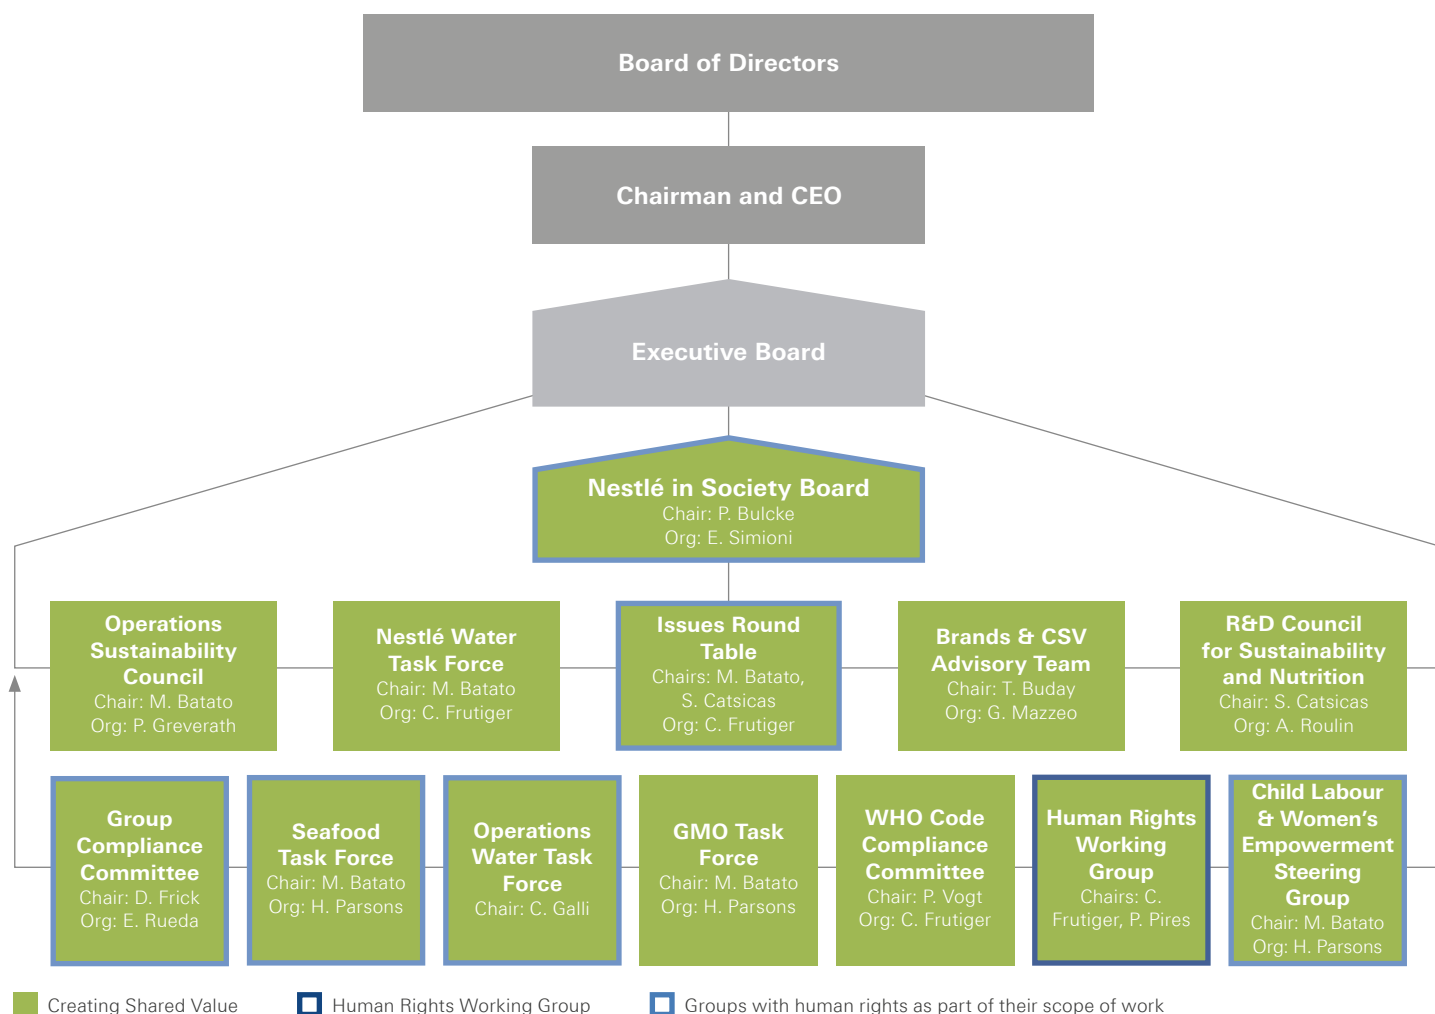 Board of Directors
Chairman and CEO
Executive Board
Nestlé in Society Board
Chair: P. Bulcke
Org: E. Simioni
Operations
Sustainability
Council
Chair: M. Batato
Org: P. Greverath
Nestlé Water
Task Force
Chair: M. Batato
Org: C. Frutiger
Issues Round
Table
Chairs: M. Batato,
S. Catsicas
Org: C. Frutiger
Brands & CSV
Advisory Team
Chair: T. Buday
Org: G. Mazzeo
R&D Council
for Sustainability
and Nutrition
Chair: S. Catsicas
Org: A. Roulin
Group
Compliance
Committee
Chair: D. Frick
Org: E. Rueda
Seafood
Task Force
Chair: M. Batato
Org: H. Parsons
Operations
Water Task
Force
Chair: C. Galli
GMO Task
Force
Chair: M. Batato
Org: H. Parsons
WHO Code
Compliance
Committee
Chair: P. Vogt
Org: C. Frutiger
Human Rights
Working
Group
Chairs: C.
Frutiger, P. Pires
Child Labour
& Women’s
Empowerment
Steering
Group
Chair: M. Batato
Org: H. Parsons
Creating Shared Value
Human Rights Working Group
Groups with human rights as part of their scope of work